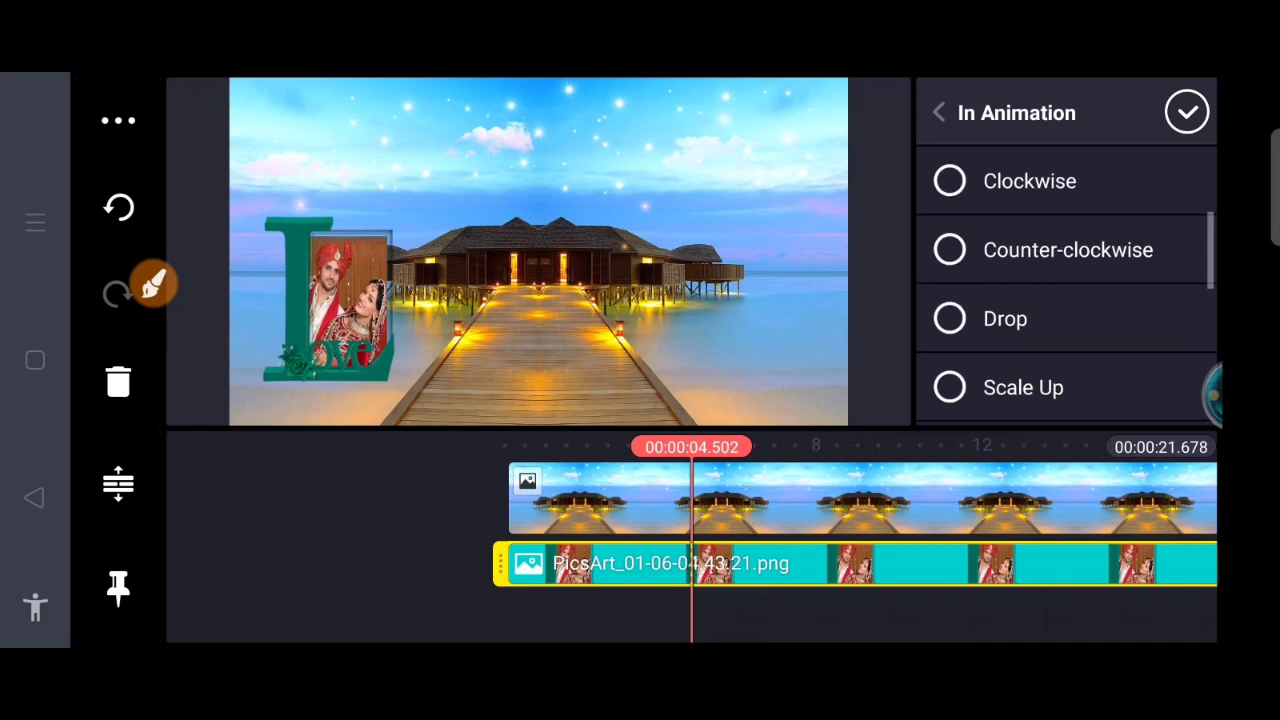 In Animation
Clockwise
Counter-clockwise
Drop
Scale Up
Love
00:00:04.502
8
12
00:00:21.678
PicsArt_01-06-04.43.21.png